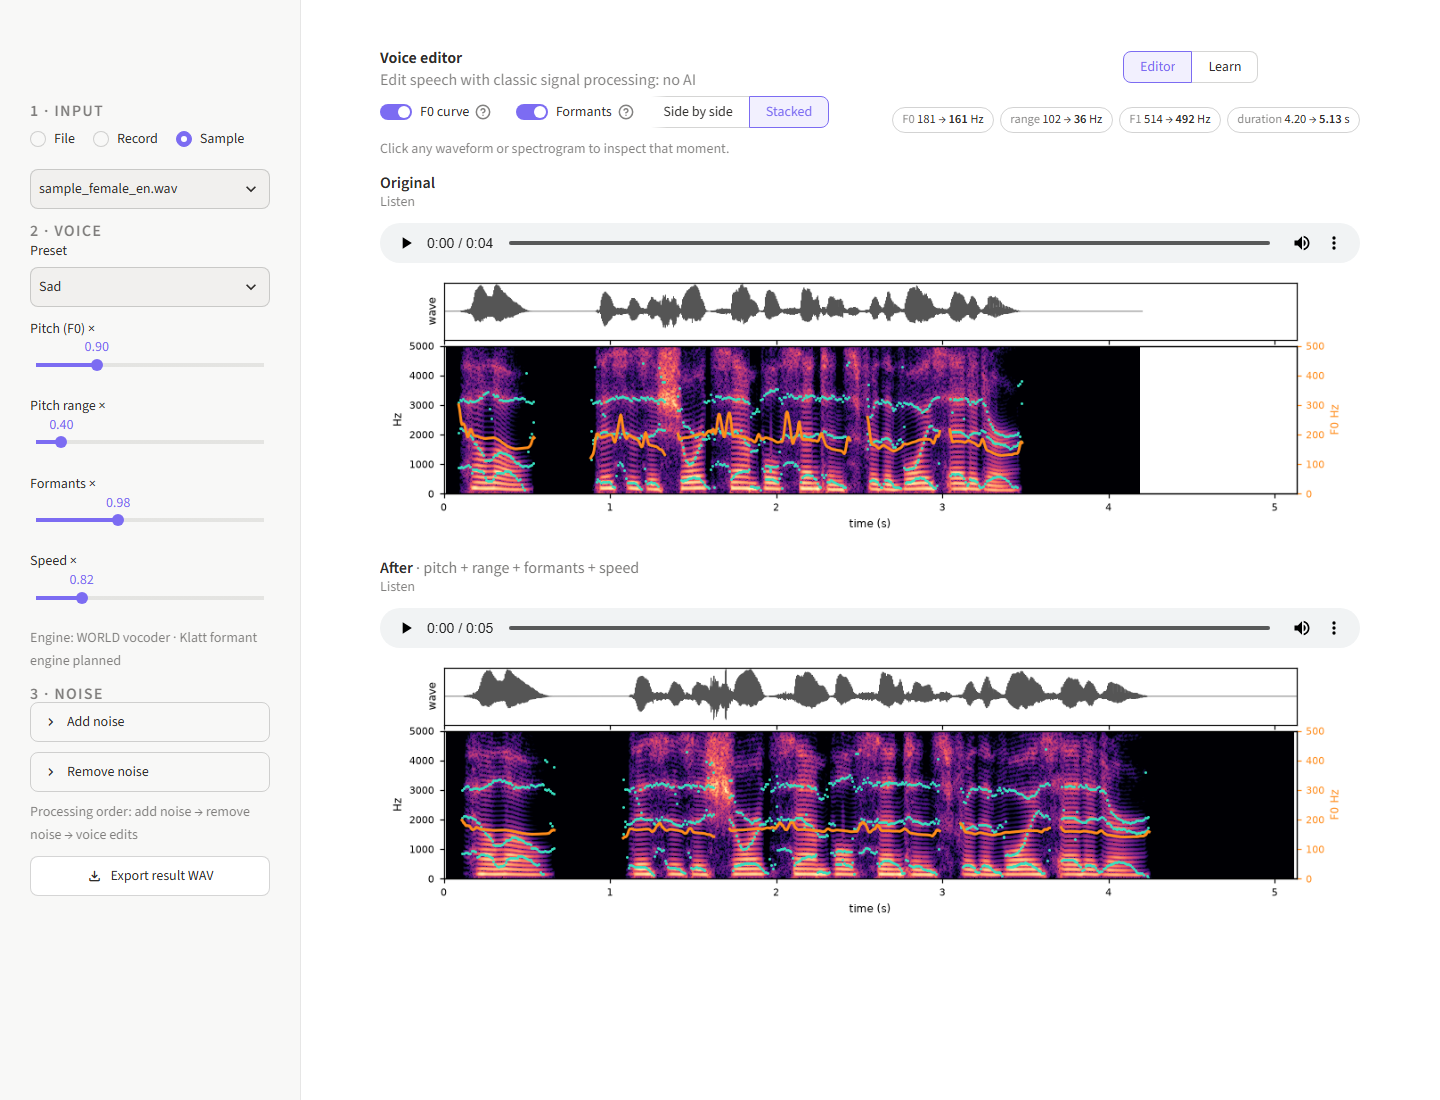 1 · INPUT
File
Record
Sample
sample_female_en.wav
2 · VOICE
Preset
Sad
Pitch (F0) ×
0.90
Pitch range ×
0.40
Formants ×
0.98
Speed ×
0.82
Engine: WORLD vocoder · Klatt formant
engine planned
3 · NOISE
Add noise
Remove noise
Processing order: add noise → remove
noise → voice edits
Export result WAV
Voice editor
Edit speech with classic signal processing: no AI
Editor
Learn
F0 curve
?
Formants
?
Side by side
Stacked
F0 181 → 161 Hz
range 102 → 36 Hz
F1 514 → 492 Hz
duration 4.20 → 5.13 s
Click any waveform or spectrogram to inspect that moment.
Original
Listen
0:00 / 0:04
wave
5000
4000
3000
2000
1000
0
Hz
500
400
300
200
100
0
F0 Hz
0 1 2 3 4 5
time (s)
After · pitch + range + formants + speed
Listen
0:00 / 0:05
wave
5000
4000
3000
2000
1000
0
Hz
500
400
300
200
100
0
F0 Hz
0 1 2 3 4 5
time (s)